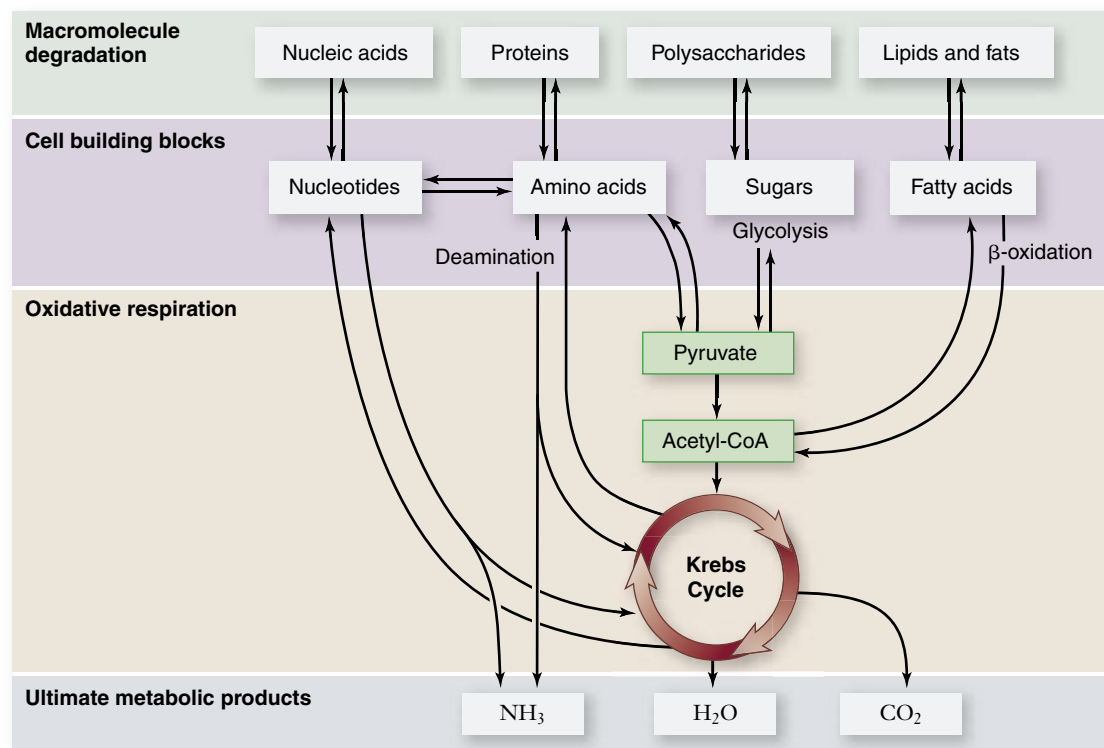 Macromolecule
degradation
Nucleic acids
Proteins
Polysaccharides
Lipids and fats
Cell building blocks
Nucleotides
Amino acids
Sugars
Fatty acids
Glycolysis
Deamination
β-oxidation
Oxidative respiration
Pyruvate
Acetyl-CoA
Krebs
Cycle
Ultimate metabolic products
NH₃
H₂O
CO₂